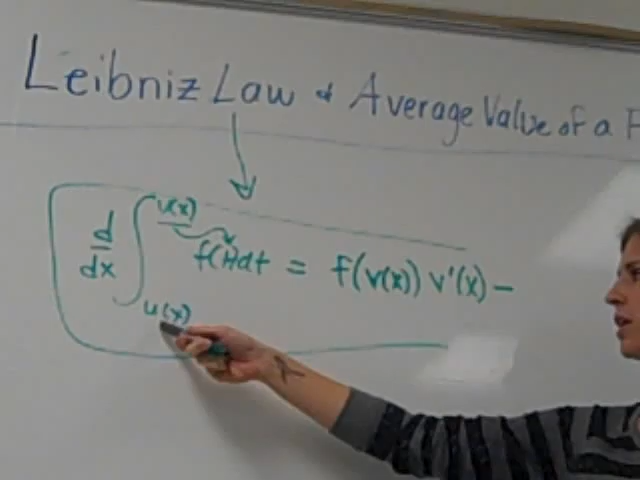 Leibniz Law & Average Value of a F
d/dx ∫ v(x) u(x) f(t)dt = f(v(x)) v'(x) -